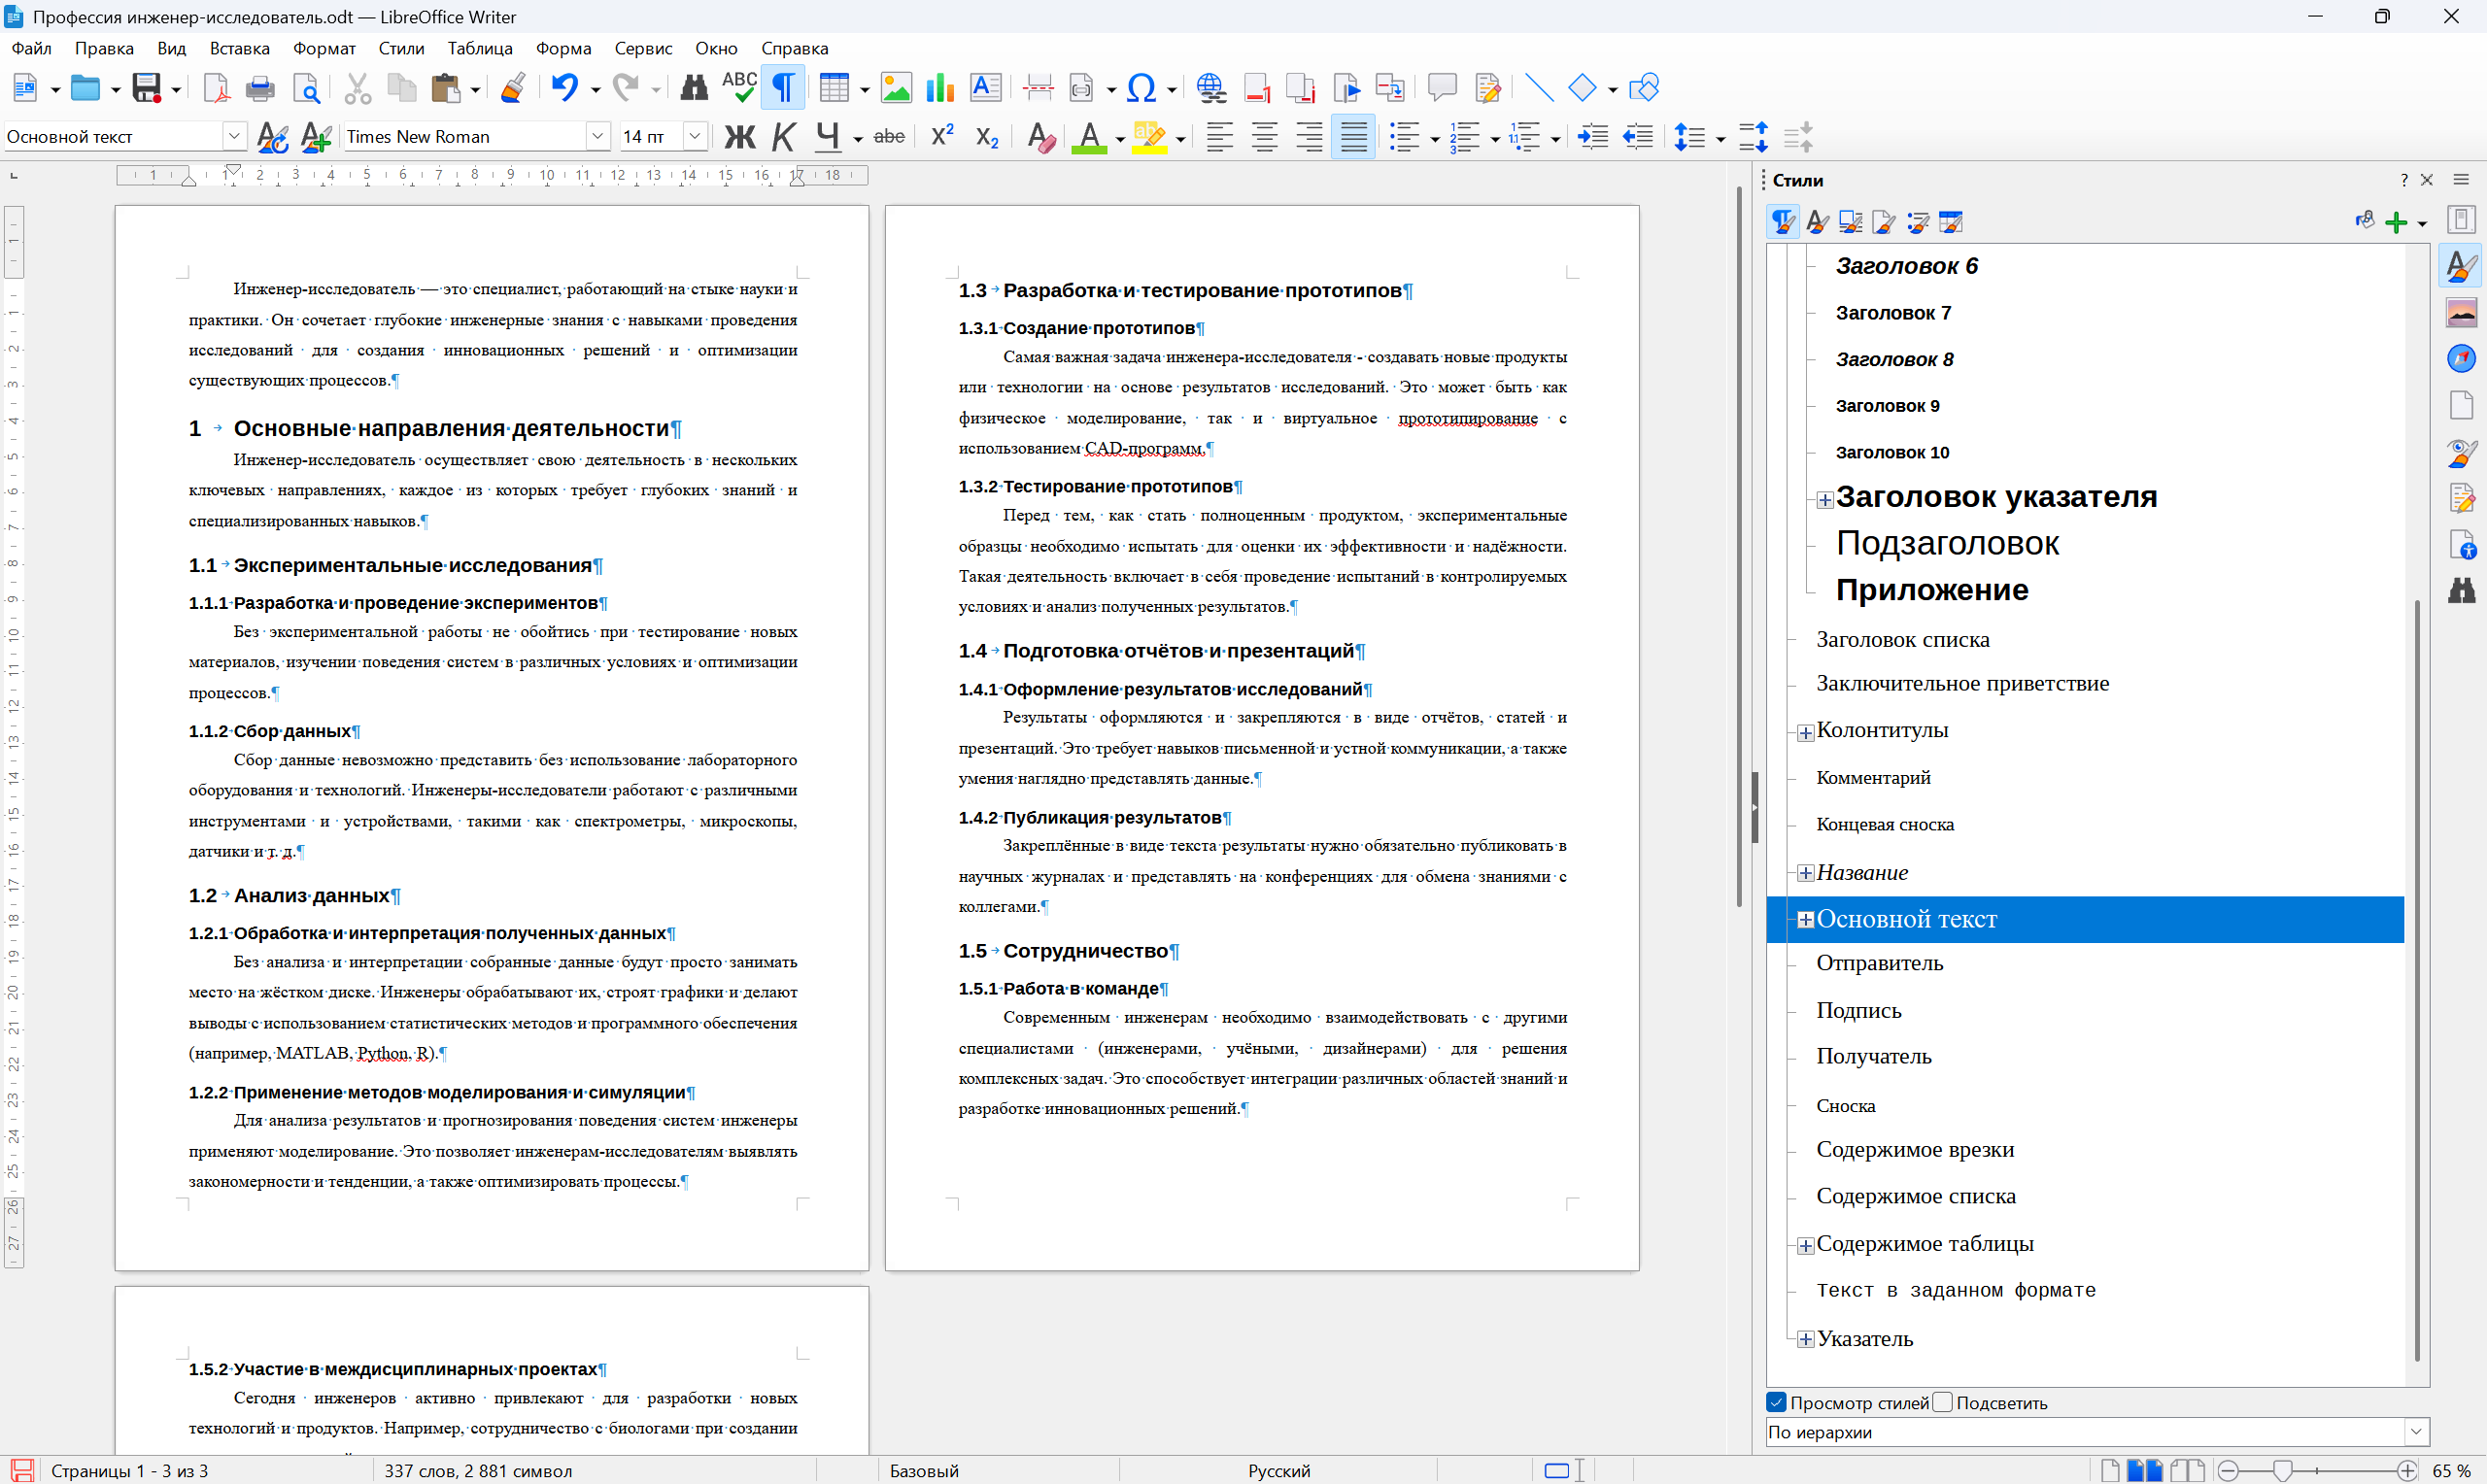 Профессия инженер-исследователь.odt — LibreOffice Writer
Файл Правка Вид Вставка Формат Стили Таблица Форма Сервис Окно Справка
Основной текст Times New Roman 14 пт
Стили
Инженер-исследователь — это специалист, работающий на стыке науки и
практики. Он сочетает глубокие инженерные знания с навыками проведения
исследований для создания инновационных решений и оптимизации
существующих процессов.¶
1 Основные направления деятельности¶
Инженер-исследователь осуществляет свою деятельность в нескольких
ключевых направлениях, каждое из которых требует глубоких знаний и
специализированных навыков.¶
1.1 Экспериментальные исследования¶
1.1.1 Разработка и проведение экспериментов¶
Без экспериментальной работы не обойтись при тестирование новых
материалов, изучении поведения систем в различных условиях и оптимизации
процессов.¶
1.1.2 Сбор данных¶
Сбор данные невозможно представить без использование лабораторного
оборудования и технологий. Инженеры-исследователи работают с различными
инструментами и устройствами, такими как спектрометры, микроскопы,
датчики и т. д.¶
1.2 Анализ данных¶
1.2.1 Обработка и интерпретация полученных данных¶
Без анализа и интерпретации собранные данные будут просто занимать
место на жёстком диске. Инженеры обрабатывают их, строят графики и делают
выводы с использованием статистических методов и программного обеспечения
(например, MATLAB, Python, R).¶
1.2.2 Применение методов моделирования и симуляции¶
Для анализа результатов и прогнозирования поведения систем инженеры
применяют моделирование. Это позволяет инженерам-исследователям выявлять
закономерности и тенденции, а также оптимизировать процессы.¶
1.3 Разработка и тестирование прототипов¶
1.3.1 Создание прототипов¶
Самая важная задача инженера-исследователя - создавать новые продукты
или технологии на основе результатов исследований. Это может быть как
физическое моделирование, так и виртуальное прототипирование с
использованием CAD-программ.¶
1.3.2 Тестирование прототипов¶
Перед тем, как стать полноценным продуктом, экспериментальные
образцы необходимо испытать для оценки их эффективности и надёжности.
Такая деятельность включает в себя проведение испытаний в контролируемых
условиях и анализ полученных результатов.¶
1.4 Подготовка отчётов и презентаций¶
1.4.1 Оформление результатов исследований¶
Результаты оформляются и закрепляются в виде отчётов, статей и
презентаций. Это требует навыков письменной и устной коммуникации, а также
умения наглядно представлять данные.¶
1.4.2 Публикация результатов¶
Закреплённые в виде текста результаты нужно обязательно публиковать в
научных журналах и представлять на конференциях для обмена знаниями с
коллегами.¶
1.5 Сотрудничество¶
1.5.1 Работа в команде¶
Современным инженерам необходимо взаимодействовать с другими
специалистами (инженерами, учёными, дизайнерами) для решения
комплексных задач. Это способствует интеграции различных областей знаний и
разработке инновационных решений.¶
1.5.2 Участие в междисциплинарных проектах¶
Сегодня инженеров активно привлекают для разработки новых
технологий и продуктов. Например, сотрудничество с биологами при создании
Заголовок 6
Заголовок 7
Заголовок 8
Заголовок 9
Заголовок 10
Заголовок указателя
Подзаголовок
Приложение
Заголовок списка
Заключительное приветствие
Колонтитулы
Комментарий
Концевая сноска
Название
Основной текст
Отправитель
Подпись
Получатель
Сноска
Содержимое врезки
Содержимое списка
Содержимое таблицы
Текст в заданном формате
Указатель
Просмотр стилей Подсветить
По иерархии
Страницы 1 - 3 из 3 337 слов, 2 881 символ Базовый Русский 65 %